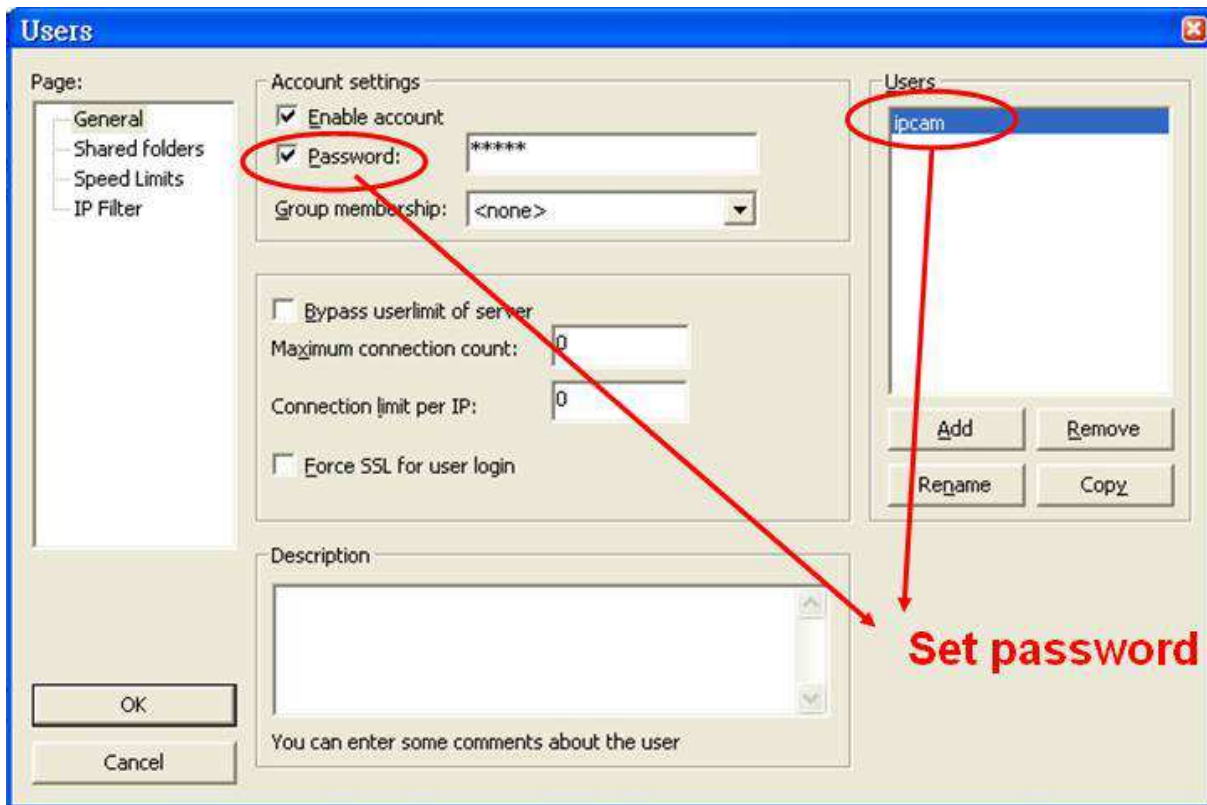 Users
Page:
General
Shared folders
Speed Limits
IP Filter
Account settings
Enable account
Password:
*****
Group membership:
<none>
Bypass userlimit of server
Maximum connection count:
0
Connection limit per IP:
0
Force SSL for user login
Description
You can enter some comments about the user
Users
ipcam
Add
Remove
Rename
Copy
Set password
OK
Cancel